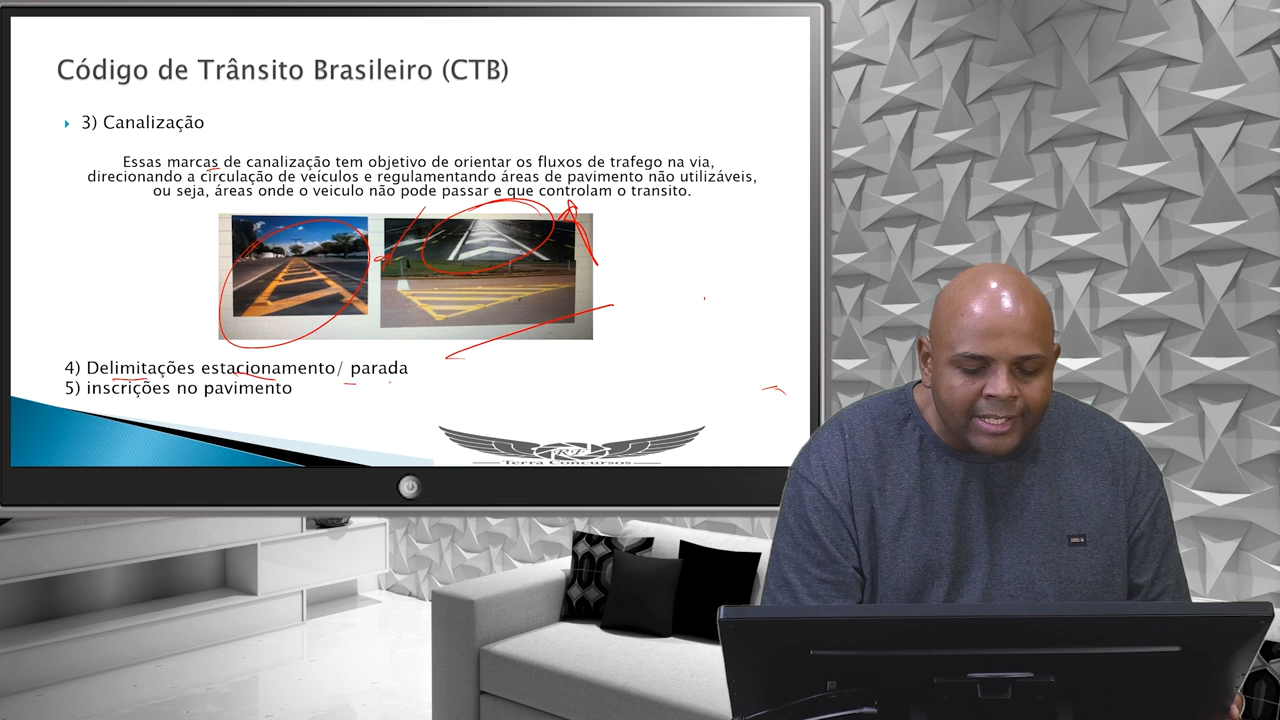 Código de Trânsito Brasileiro (CTB)
3) Canalização
Essas marcas de canalização tem objetivo de orientar os fluxos de trafego na via,
direcionando a circulação de veículos e regulamentando áreas de pavimento não utilizáveis,
ou seja, áreas onde o veiculo não pode passar e que controlam o transito.
4) Delimitações estacionamento/ parada
5) inscrições no pavimento
Terra Concursos